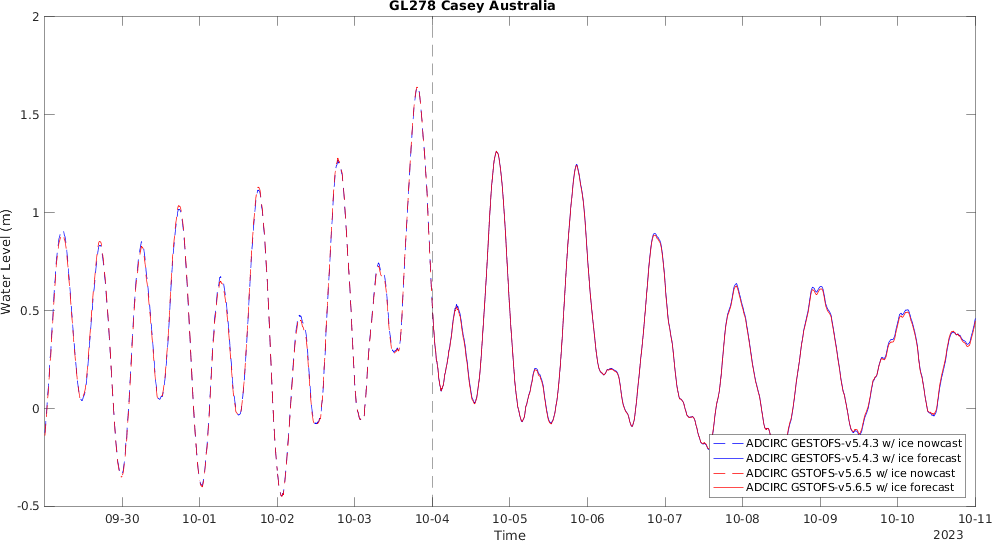 GL278 Casey Australia
Water Level (m)
2
1.5
1
0.5
0
-0.5
09-30
10-01
10-02
10-03
10-04
10-05
10-06
10-07
10-08
10-09
10-10
10-11
Time
2023
ADCIRC GESTOFS-v5.4.3 w/ ice nowcast
ADCIRC GESTOFS-v5.4.3 w/ ice forecast
ADCIRC GSTOFS-v5.6.5 w/ ice nowcast
ADCIRC GSTOFS-v5.6.5 w/ ice forecast